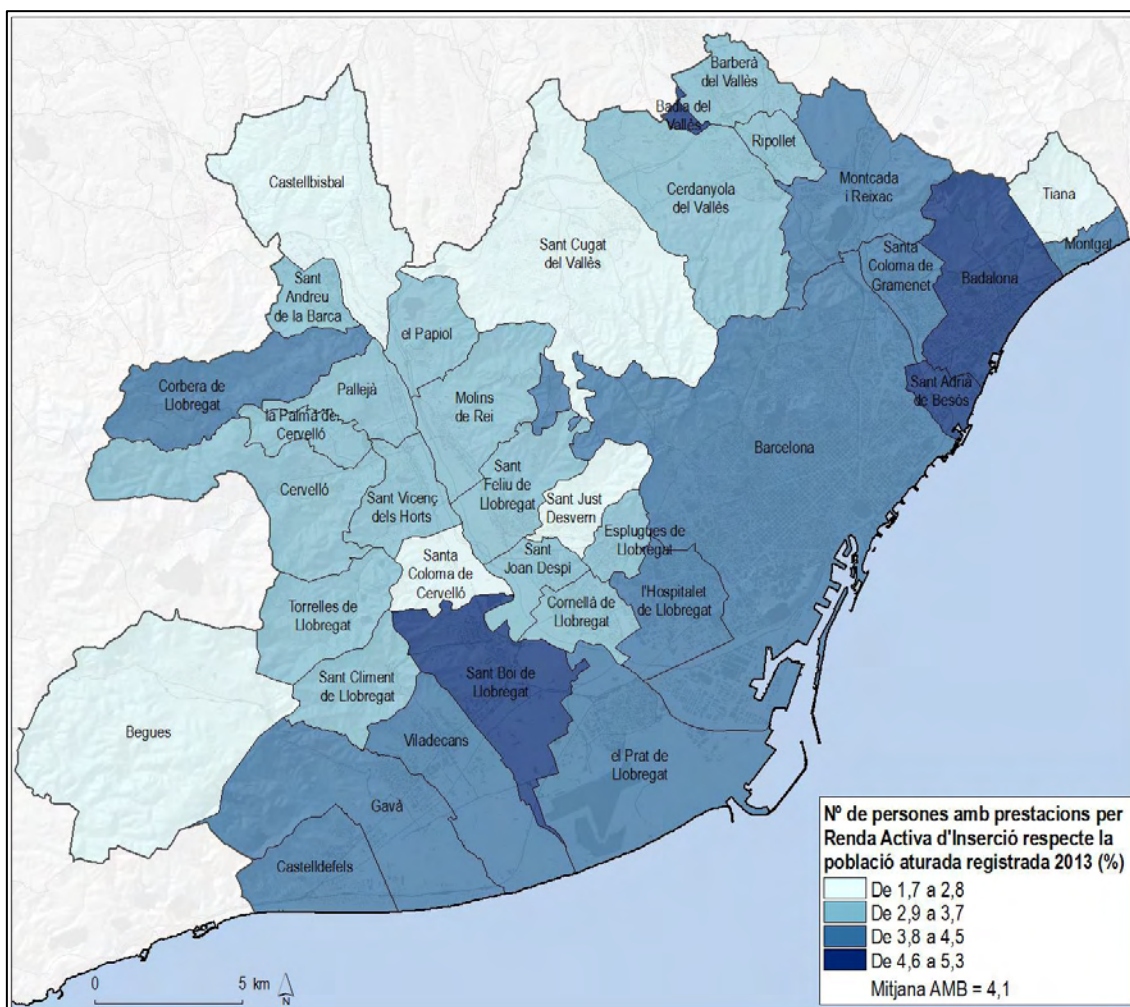 Barberà
del Vallès
Badia del
Vallès
Ripollet
Castellbisbal
Cerdanyola
del Vallès
Montcada
i Reixac
Tiana
Sant Cugat
del Vallès
Santa
Coloma de
Gramenet
Montgat
Badalona
Sant
Andreu
de la Barca
el Papiol
Corbera de
Llobregat
Pallejà
Molins
de Rei
Sant Adrià
de Besòs
la Palma de
Cervelló
Barcelona
Cervelló
Sant Vicenç
dels Horts
Sant
Feliu de
Llobregat
Sant Just
Desvern
Esplugues de
Llobregat
Santa
Coloma de
Cervelló
Sant
Joan Despi
Torrelles de
Llobregat
Cornellà de
Llobregat
l'Hospitalet
de Llobregat
Sant Climent
de Llobregat
Sant Boi de
Llobregat
Begues
Viladecans
el Prat de
Llobregat
Gavà
Castelldefels
Nº de persones amb prestacions per
Renda Activa d'Inserció respecte la
població aturada registrada 2013 (%)
De 1,7 a 2,8
De 2,9 a 3,7
De 3,8 a 4,5
De 4,6 a 5,3
Mitjana AMB = 4,1
0 5 km
N